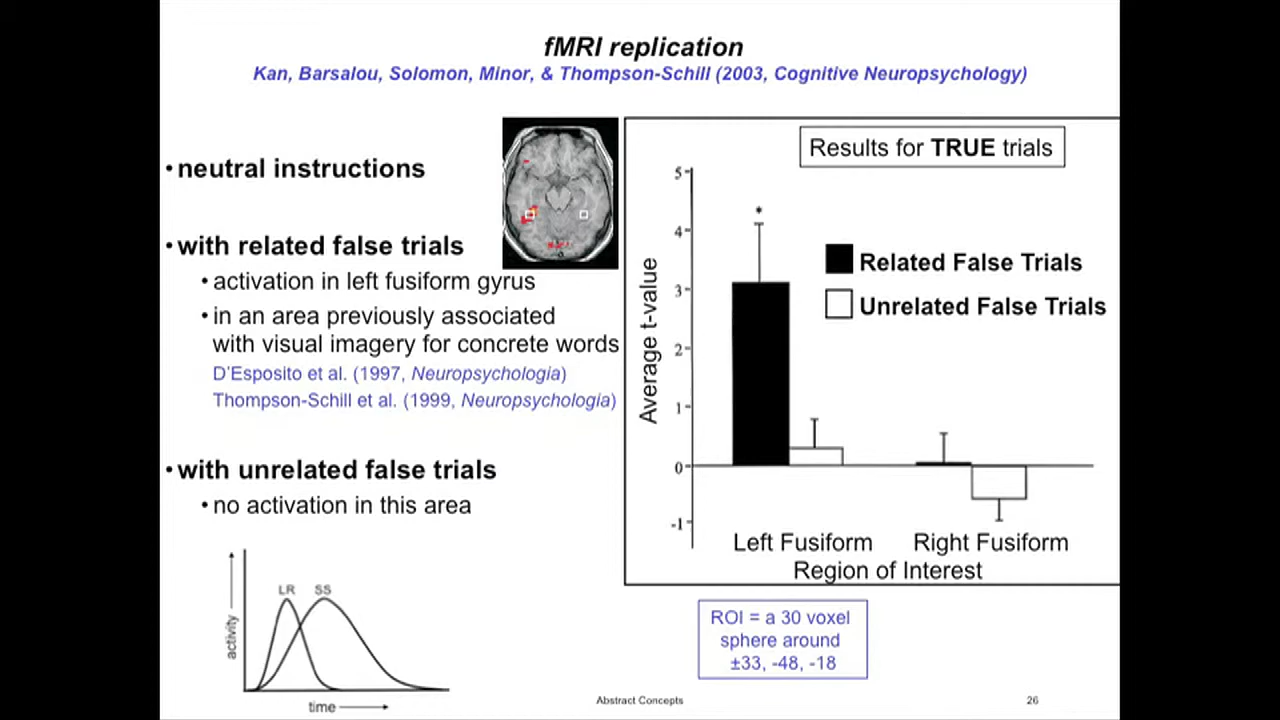 fMRI replication
Kan, Barsalou, Solomon, Minor, & Thompson-Schill (2003, Cognitive Neuropsychology)
• neutral instructions
• with related false trials
• activation in left fusiform gyrus
• in an area previously associated
with visual imagery for concrete words
D'Esposito et al. (1997, Neuropsychologia)
Thompson-Schill et al. (1999, Neuropsychologia)
• with unrelated false trials
• no activation in this area
activity
LR
SS
time
Results for TRUE trials
Average t-value
5
4
3
2
1
0
-1
*
Related False Trials
Unrelated False Trials
Left Fusiform
Right Fusiform
Region of Interest
ROI = a 30 voxel
sphere around
±33, -48, -18
Abstract Concepts
26